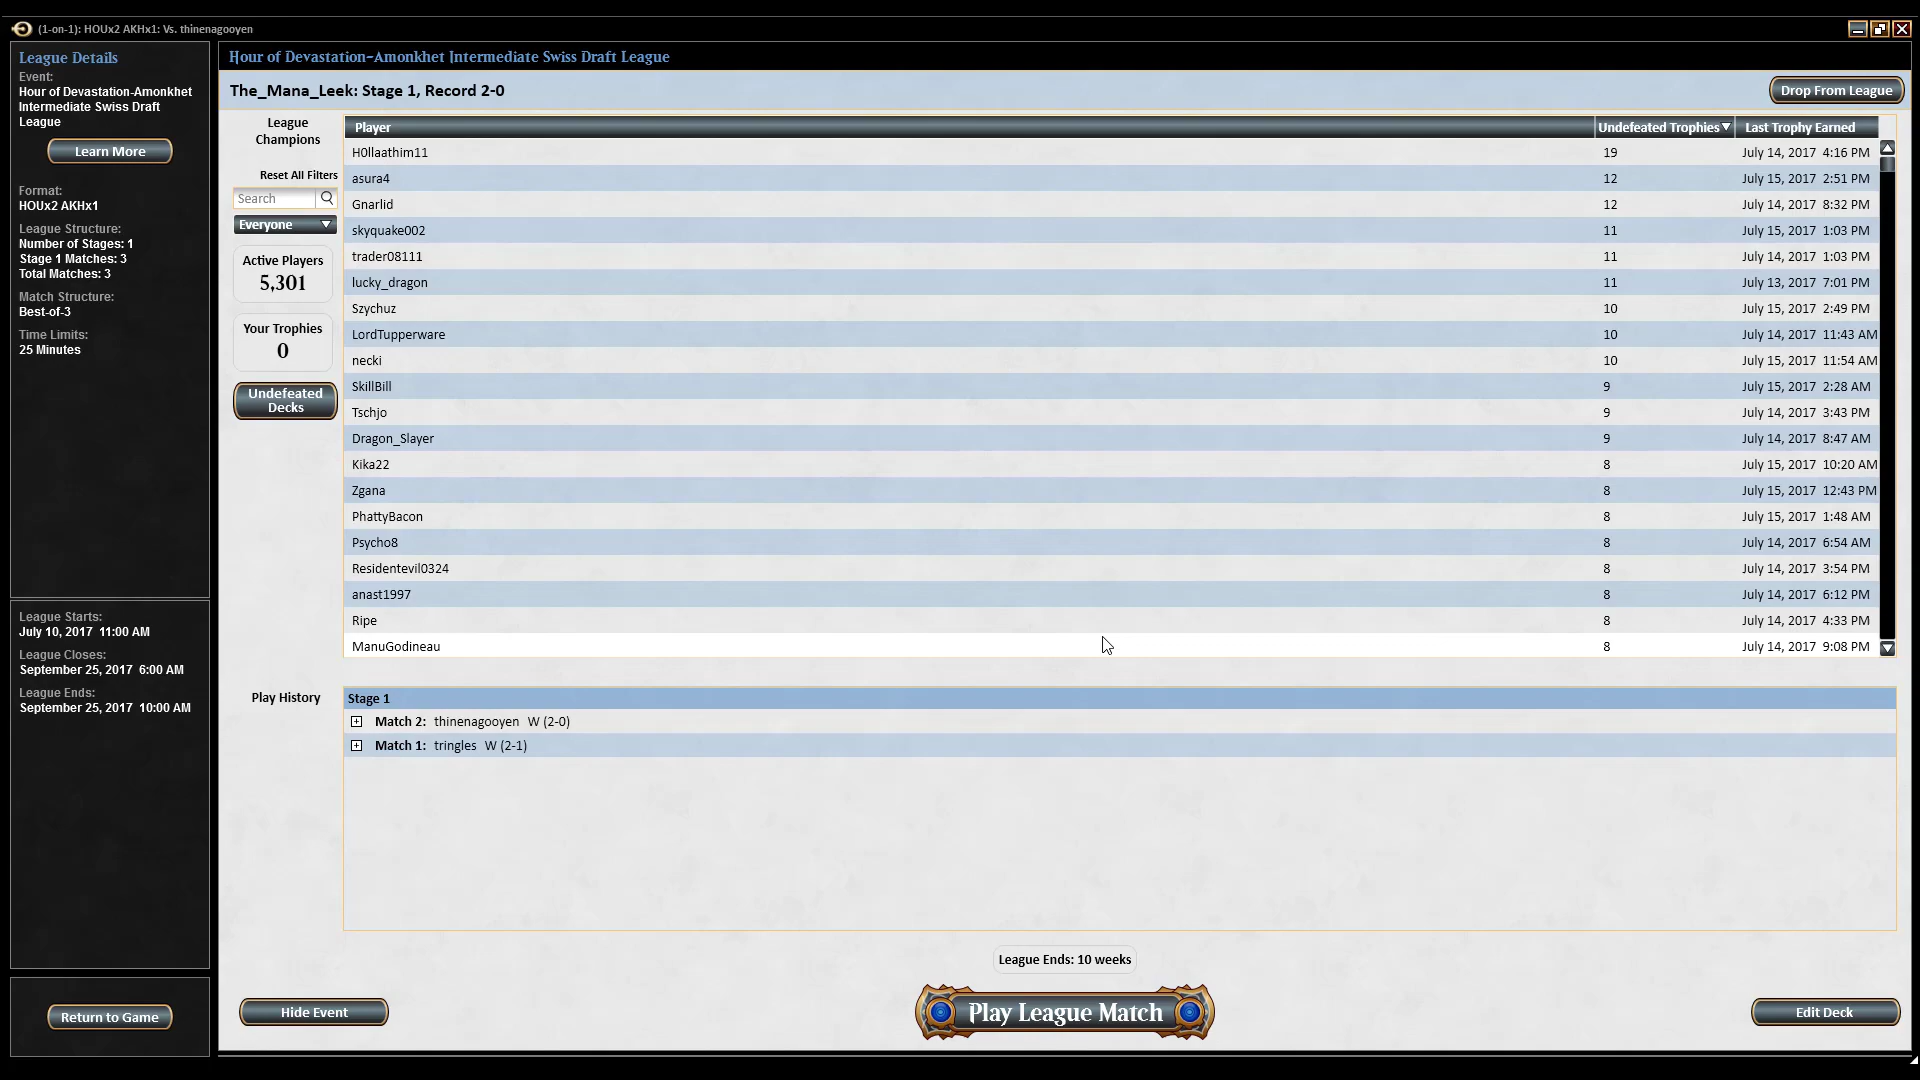 (1-on-1): HOUx2 AKHx1: Vs. thinenagooyen
League Details
Event:
Hour of Devastation-Amonkhet
Intermediate Swiss Draft
League
Learn More
Format:
HOUx2 AKHx1
League Structure:
Number of Stages: 1
Stage 1 Matches: 3
Total Matches: 3
Match Structure:
Best-of-3
Time Limits:
25 Minutes
League Starts:
July 10, 2017 11:00 AM
League Closes:
September 25, 2017 6:00 AM
League Ends:
September 25, 2017 10:00 AM
Return to Game
Hour of Devastation-Amonkhet Intermediate Swiss Draft League
The_Mana_Leek: Stage 1, Record 2-0
Drop From League
League
Champions
Reset All Filters
Search
Everyone
Active Players
5,301
Your Trophies
0
Undefeated
Decks
Player Undefeated Trophies Last Trophy Earned
H0llaathim11 19 July 14, 2017 4:16 PM
asura4 12 July 15, 2017 2:51 PM
Gnarlid 12 July 14, 2017 8:32 PM
skyquake002 11 July 15, 2017 1:03 PM
trader08111 11 July 14, 2017 1:03 PM
lucky_dragon 11 July 13, 2017 7:01 PM
Szychuz 10 July 15, 2017 2:49 PM
LordTupperware 10 July 14, 2017 11:43 AM
necki 10 July 15, 2017 11:54 AM
SkillBill 9 July 15, 2017 2:28 AM
Tschjo 9 July 14, 2017 3:43 PM
Dragon_Slayer 9 July 14, 2017 8:47 AM
Kika22 8 July 15, 2017 10:20 AM
Zgana 8 July 15, 2017 12:43 PM
PhattyBacon 8 July 15, 2017 1:48 AM
Psycho8 8 July 14, 2017 6:54 AM
Residentevil0324 8 July 14, 2017 3:54 PM
anast1997 8 July 14, 2017 6:12 PM
Ripe 8 July 14, 2017 4:33 PM
ManuGodineau 8 July 14, 2017 9:08 PM
Play History
Stage 1
Match 2: thinenagooyen W (2-0)
Match 1: tringles W (2-1)
League Ends: 10 weeks
Hide Event
Play League Match
Edit Deck